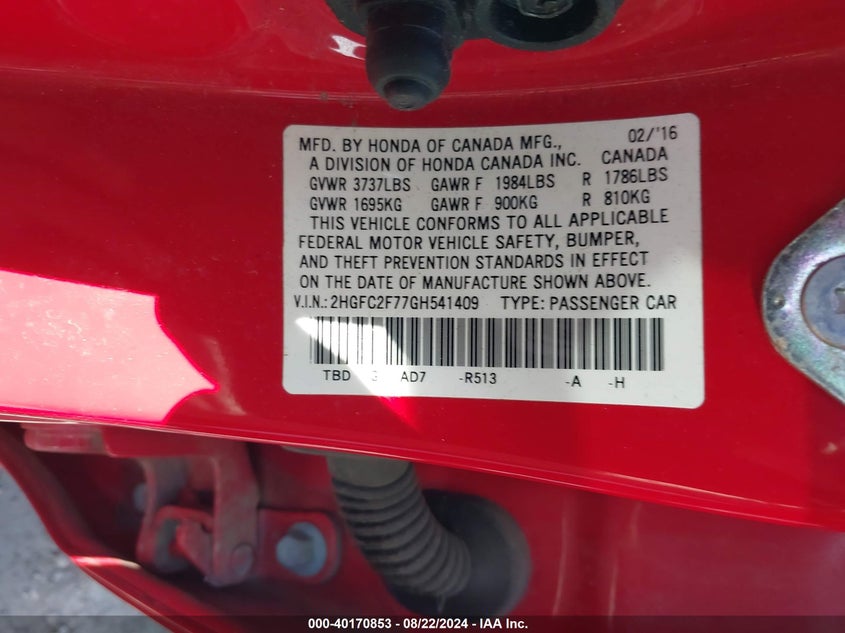 MFD. BY HONDA OF CANADA MFG., 02/'16
A DIVISION OF HONDA CANADA INC. CANADA
GVWR 3737LBS GAWR F 1984LBS R 1786LBS
GVWR 1695KG GAWR F 900KG R 810KG
THIS VEHICLE CONFORMS TO ALL APPLICABLE
FEDERAL MOTOR VEHICLE SAFETY, BUMPER,
AND THEFT PREVENTION STANDARDS IN EFFECT
ON THE DATE OF MANUFACTURE SHOWN ABOVE.
V.I.N.: 2HGFC2F77GH541409 TYPE: PASSENGER CAR
TBD G AD7 -R513 -A -H
000-40170853 - 08/22/2024 - IAA Inc.